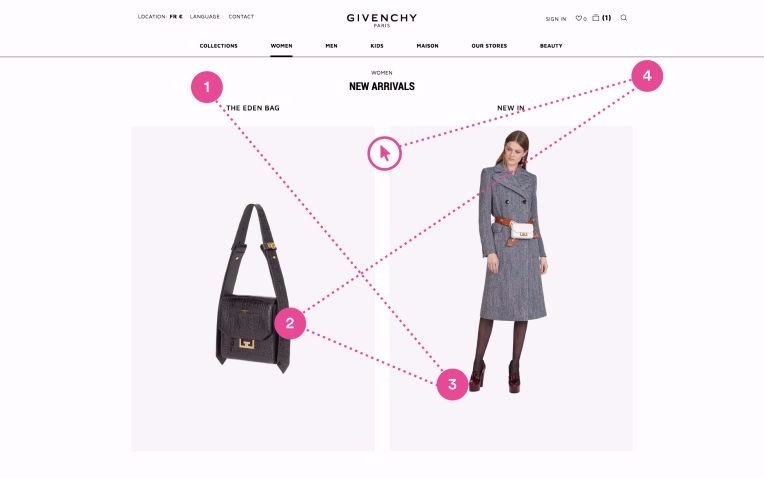 LOCATION: FR € LANGUAGE CONTACT
GIVENCHY
PARIS
SIGN IN 0 (1)
COLLECTIONS WOMEN MEN KIDS MAISON OUR STORES BEAUTY
WOMEN
NEW ARRIVALS
THE EDEN BAG NEW IN
1
4
2
3